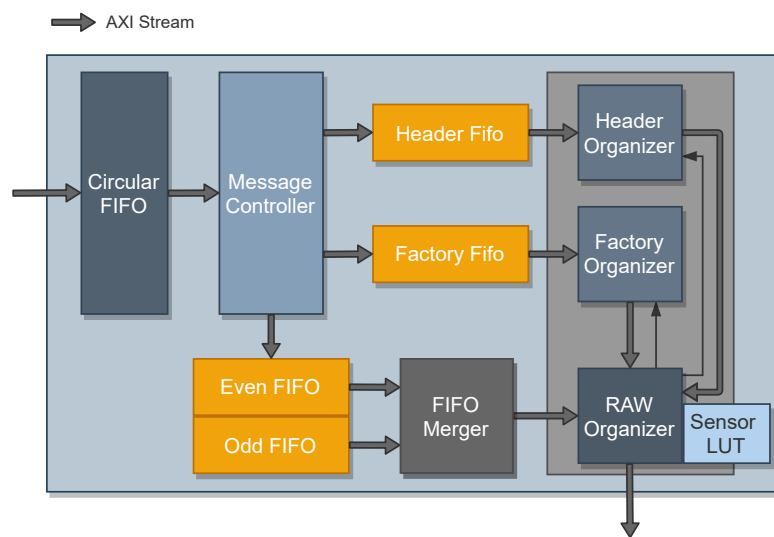 AXI Stream
Circular
FIFO
Message
Controller
Header Fifo
Header
Organizer
Factory Fifo
Factory
Organizer
Even FIFO
Odd FIFO
FIFO
Merger
RAW
Organizer
Sensor
LUT